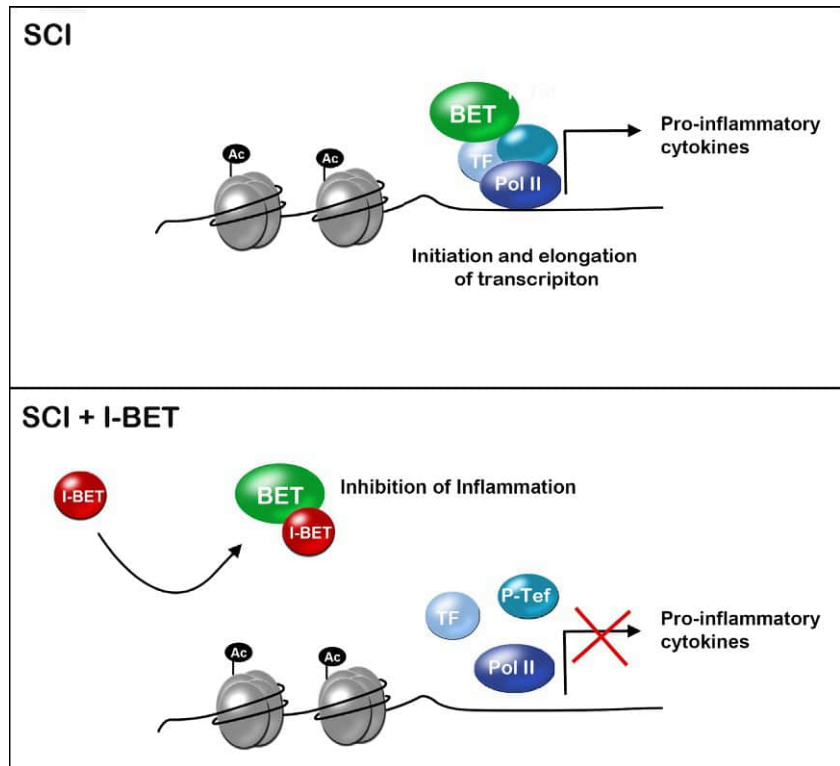 SCI
BET
Ac
Ac
TF
Pol II
Pro-inflammatory
cytokines
Initiation and elongation
of transcripiton
SCI + I-BET
I-BET
BET
I-BET
Inhibition of Inflammation
P-Tef
TF
Pol II
Pro-inflammatory
cytokines
Ac
Ac